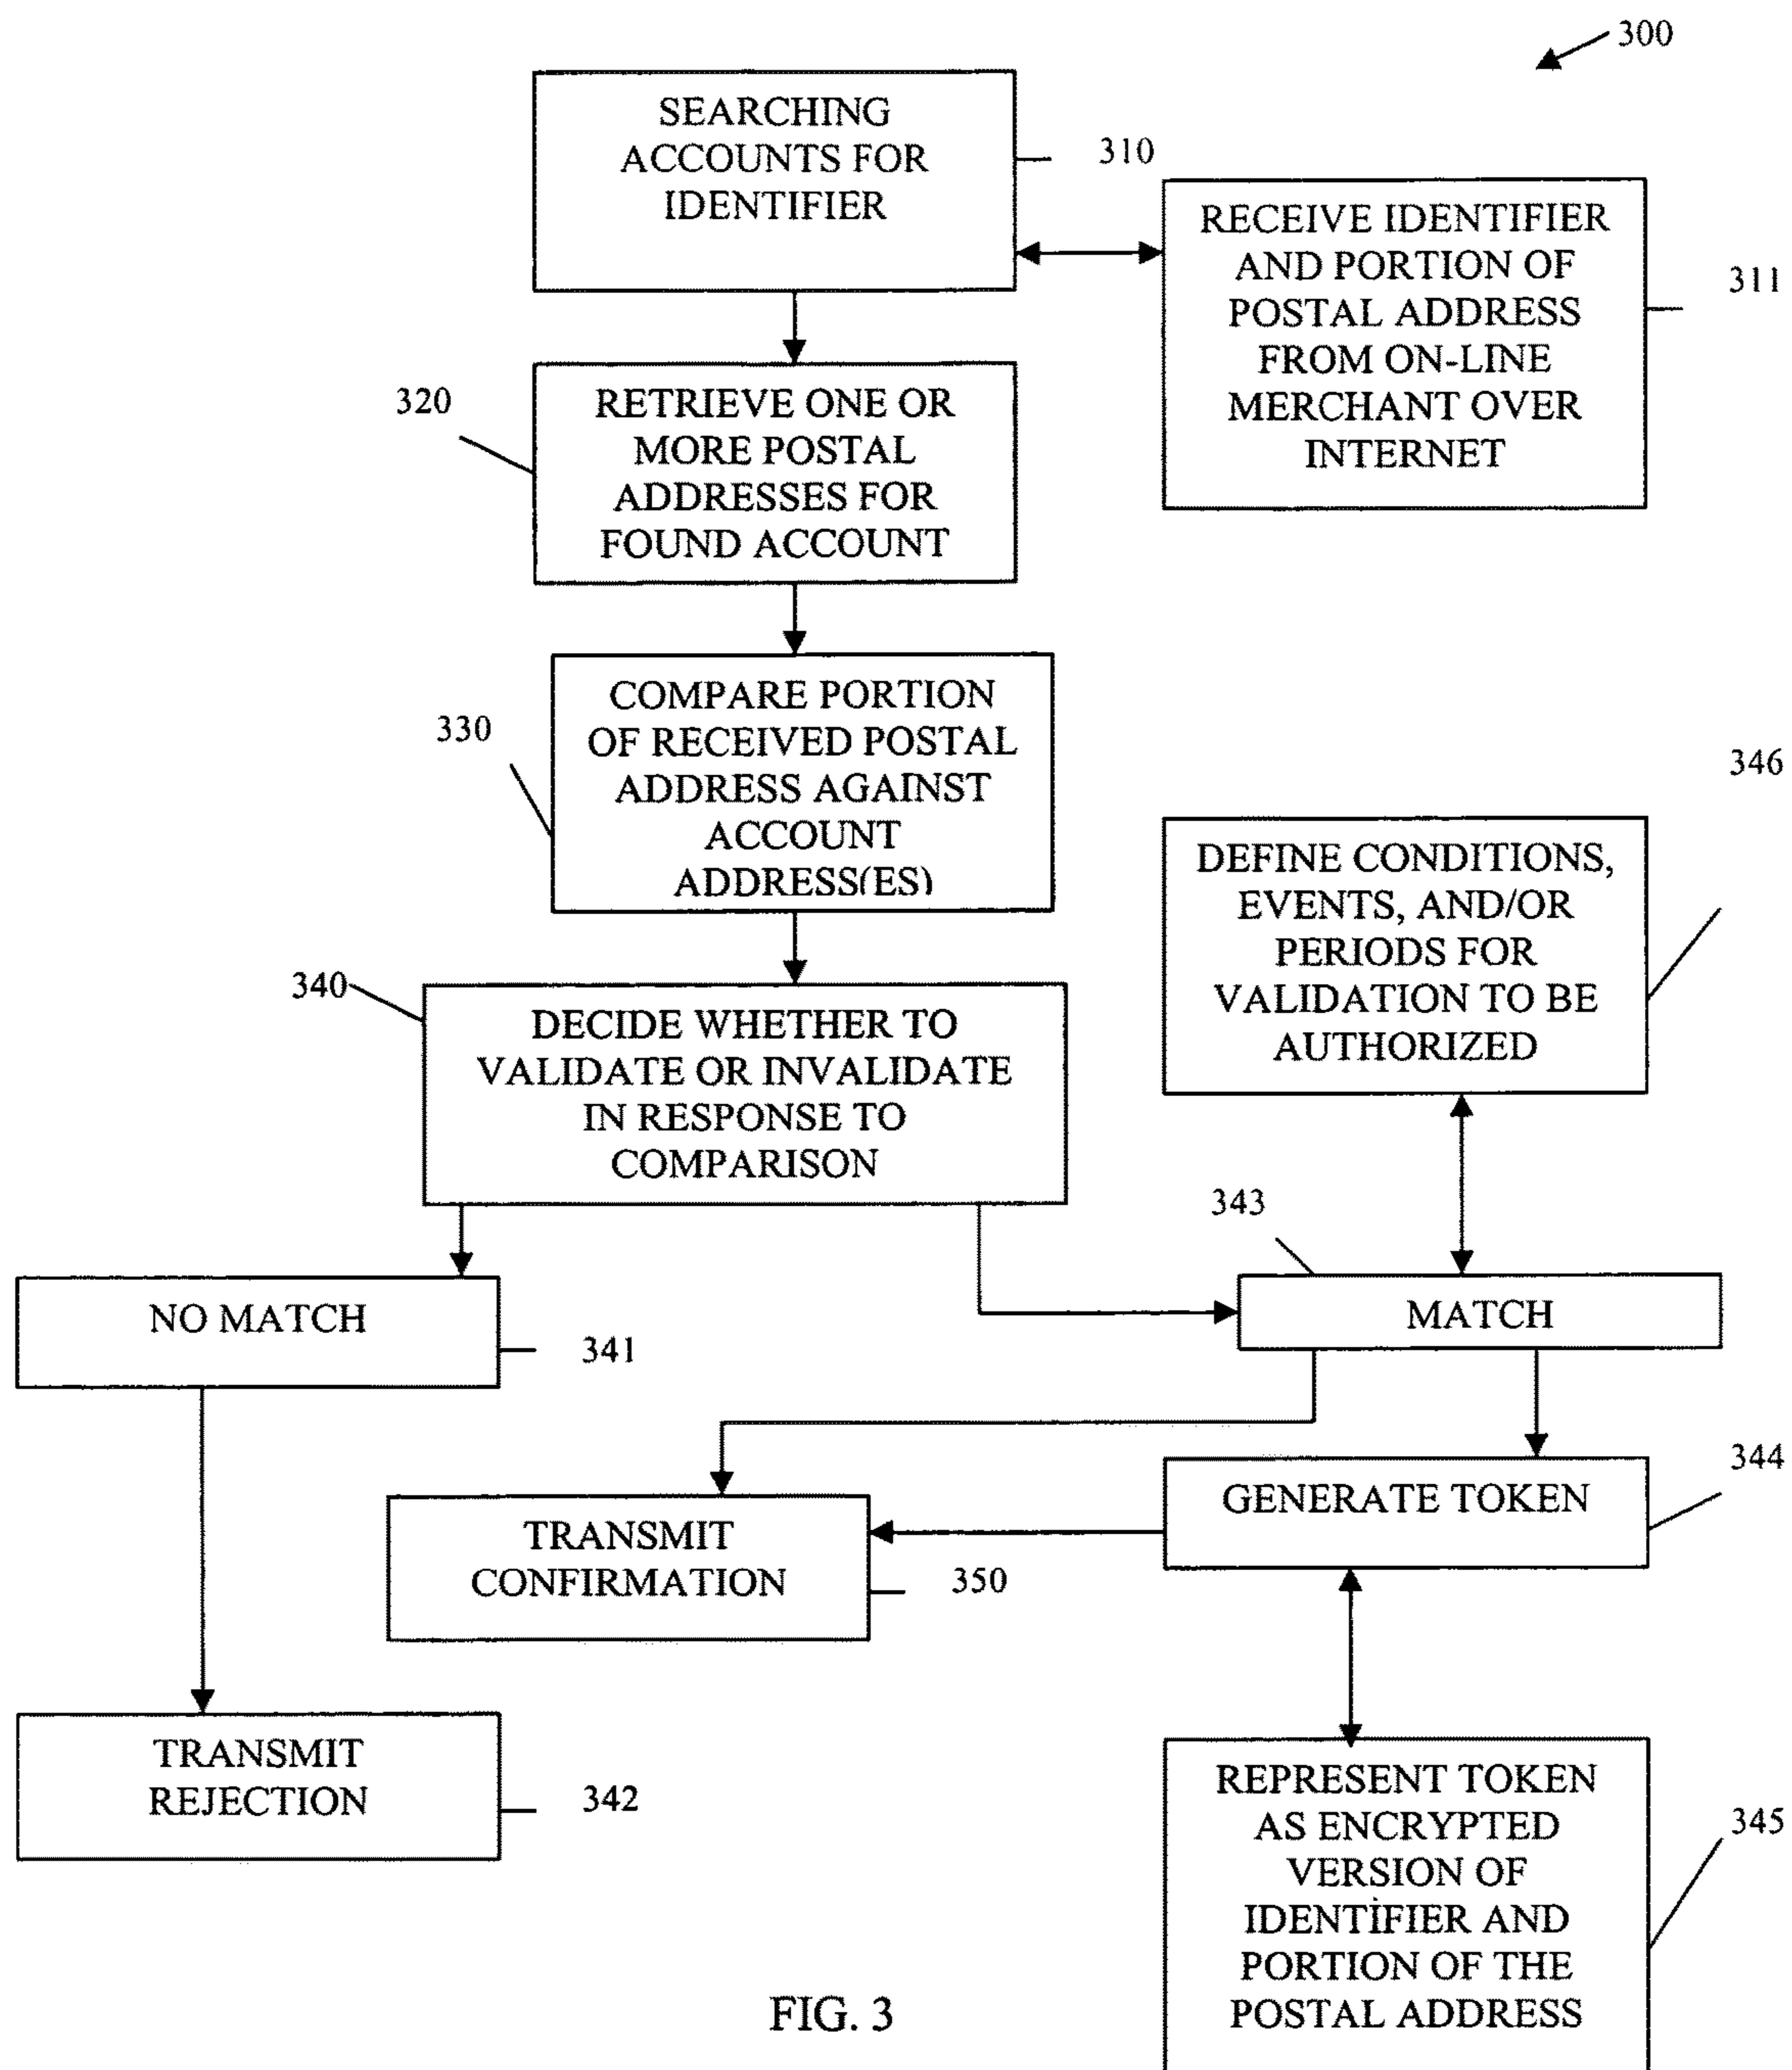 300
SEARCHING
ACCOUNTS FOR
IDENTIFIER
310
RECEIVE IDENTIFIER
AND PORTION OF
POSTAL ADDRESS
FROM ON-LINE
MERCHANT OVER
INTERNET
311
320
RETRIEVE ONE OR
MORE POSTAL
ADDRESSES FOR
FOUND ACCOUNT
330
COMPARE PORTION
OF RECEIVED POSTAL
ADDRESS AGAINST
ACCOUNT
ADDRESS(ES)
346
DEFINE CONDITIONS,
EVENTS, AND/OR
PERIODS FOR
VALIDATION TO BE
AUTHORIZED
340
DECIDE WHETHER TO
VALIDATE OR INVALIDATE
IN RESPONSE TO
COMPARISON
343
NO MATCH
341
MATCH
344
GENERATE TOKEN
TRANSMIT
CONFIRMATION
350
TRANSMIT
REJECTION
342
REPRESENT TOKEN
AS ENCRYPTED
VERSION OF
IDENTIFIER AND
PORTION OF THE
POSTAL ADDRESS
345
FIG. 3